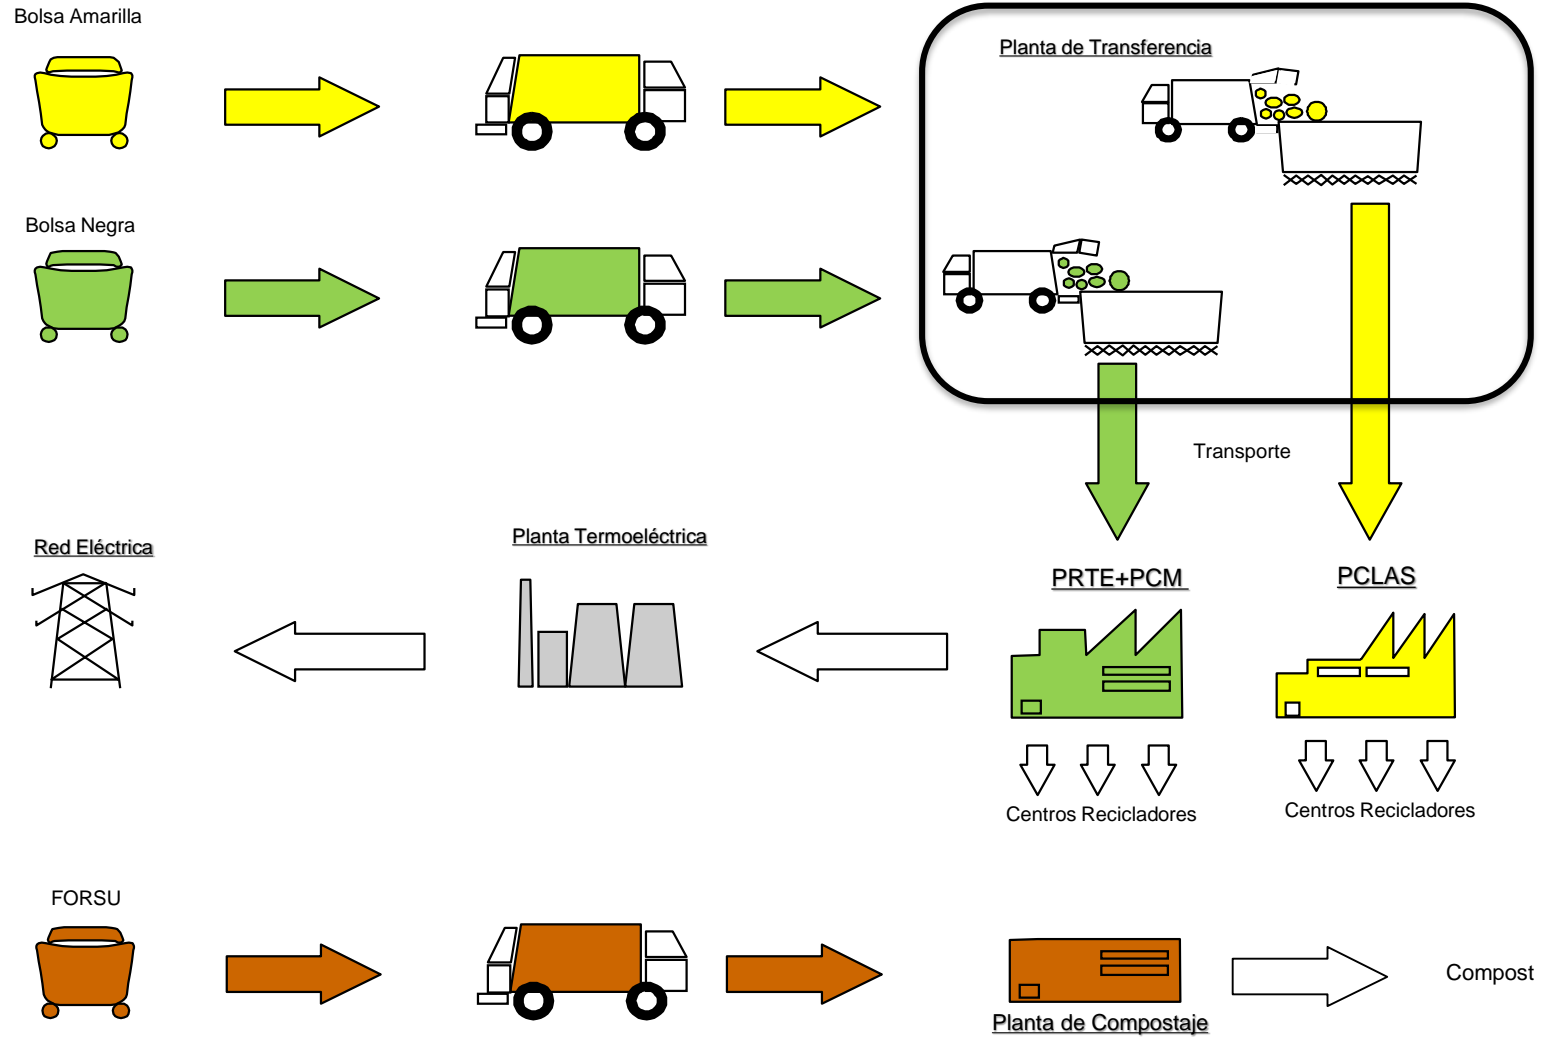 Bolsa Amarilla
Planta de Transferencia
Bolsa Negra
Transporte
Red Eléctrica
Planta Termoeléctrica
PRTE+PCM
PCLAS
Centros Recicladores
Centros Recicladores
FORSU
Compost
Planta de Compostaje